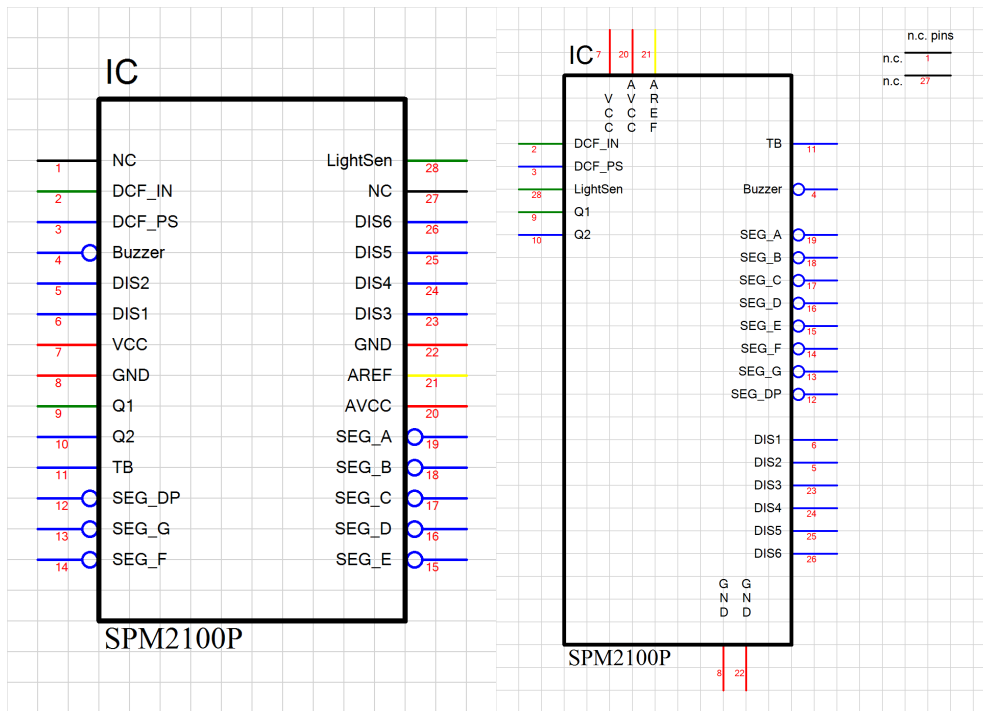 IC
NC LightSen
1 28
DCF_IN NC
2 27
DCF_PS DIS6
3 26
Buzzer DIS5
4 25
DIS2 DIS4
5 24
DIS1 DIS3
6 23
VCC GND
7 22
GND AREF
8 21
Q1 AVCC
9 20
Q2 SEG_A
10 19
TB SEG_B
11 18
SEG_DP SEG_C
12 17
SEG_G SEG_D
13 16
SEG_F SEG_E
14 15
SPM2100P
n.c. pins
n.c. 1
n.c. 27
IC
7 20 21
VCC AVCC AREF
DCF_IN TB
2 11
DCF_PS
3
LightSen Buzzer
28 4
Q1
9
Q2 SEG_A
10 19
SEG_B
18
SEG_C
17
SEG_D
16
SEG_E
15
SEG_F
14
SEG_G
13
SEG_DP
12
DIS1
6
DIS2
5
DIS3
23
DIS4
24
DIS5
25
DIS6
26
GND GND
SPM2100P
8 22